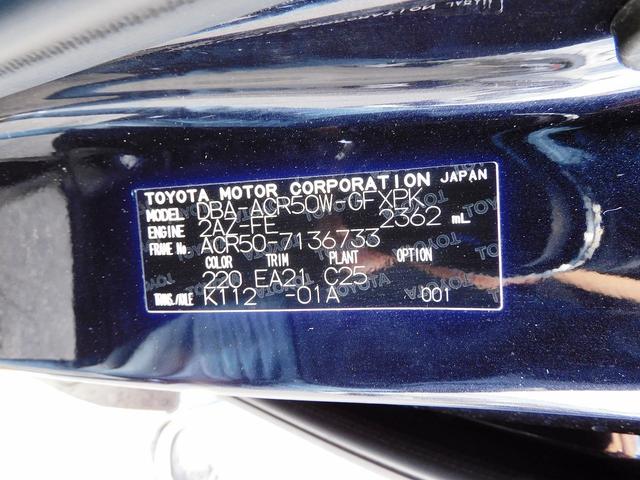 TOYOTA MOTOR CORPORATION JAPAN
MODEL DBA-ACR50W-GFXPK
ENGINE 2AZ-FE 2362 mL
FRAME No ACR50-7136733
COLOR TRIM PLANT OPTION
220 EA21 C25
TRANS./AXLE K112 -01A 001